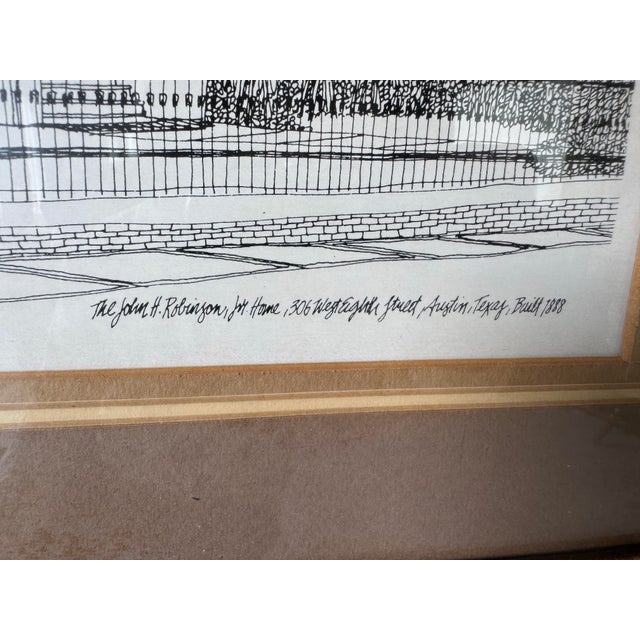 The John H. Robinson, Jr. Home, 306 West Eighth Street, Austin, Texas, Built 1888